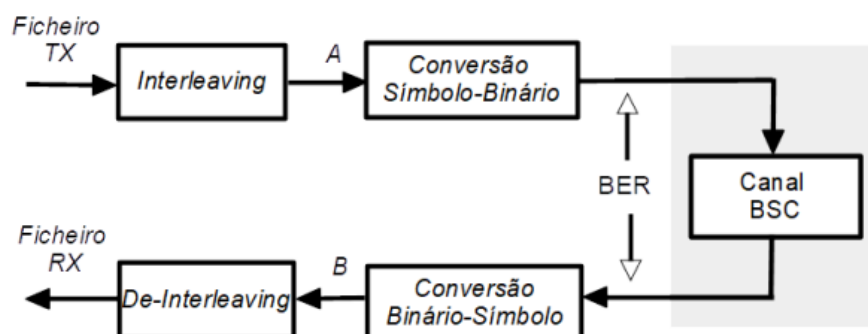 Ficheiro
TX
Interleaving
A
Conversão
Símbolo-Binário
BER
Canal
BSC
Ficheiro
RX
De-Interleaving
B
Conversão
Binário-Símbolo